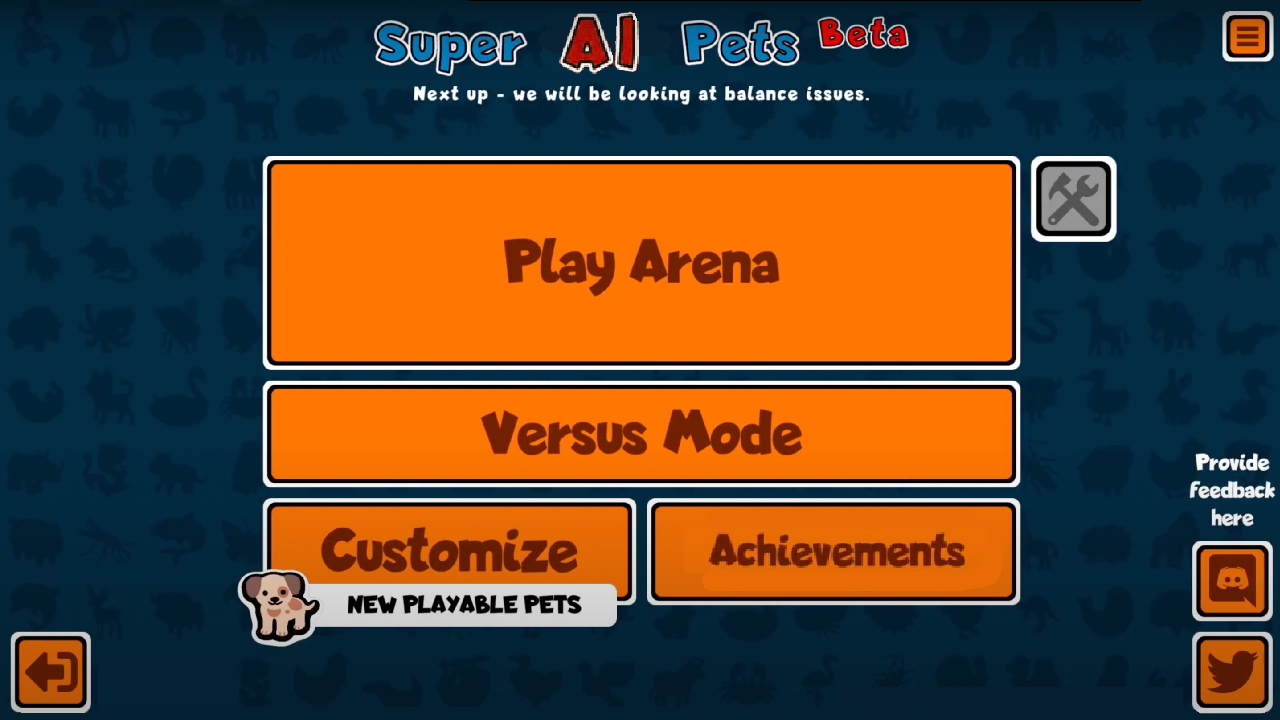 Super AI Pets Beta
Next up - we will be looking at balance issues.
Play Arena
Versus Mode
Customize
Achievements
NEW PLAYABLE PETS
Provide
feedback
here